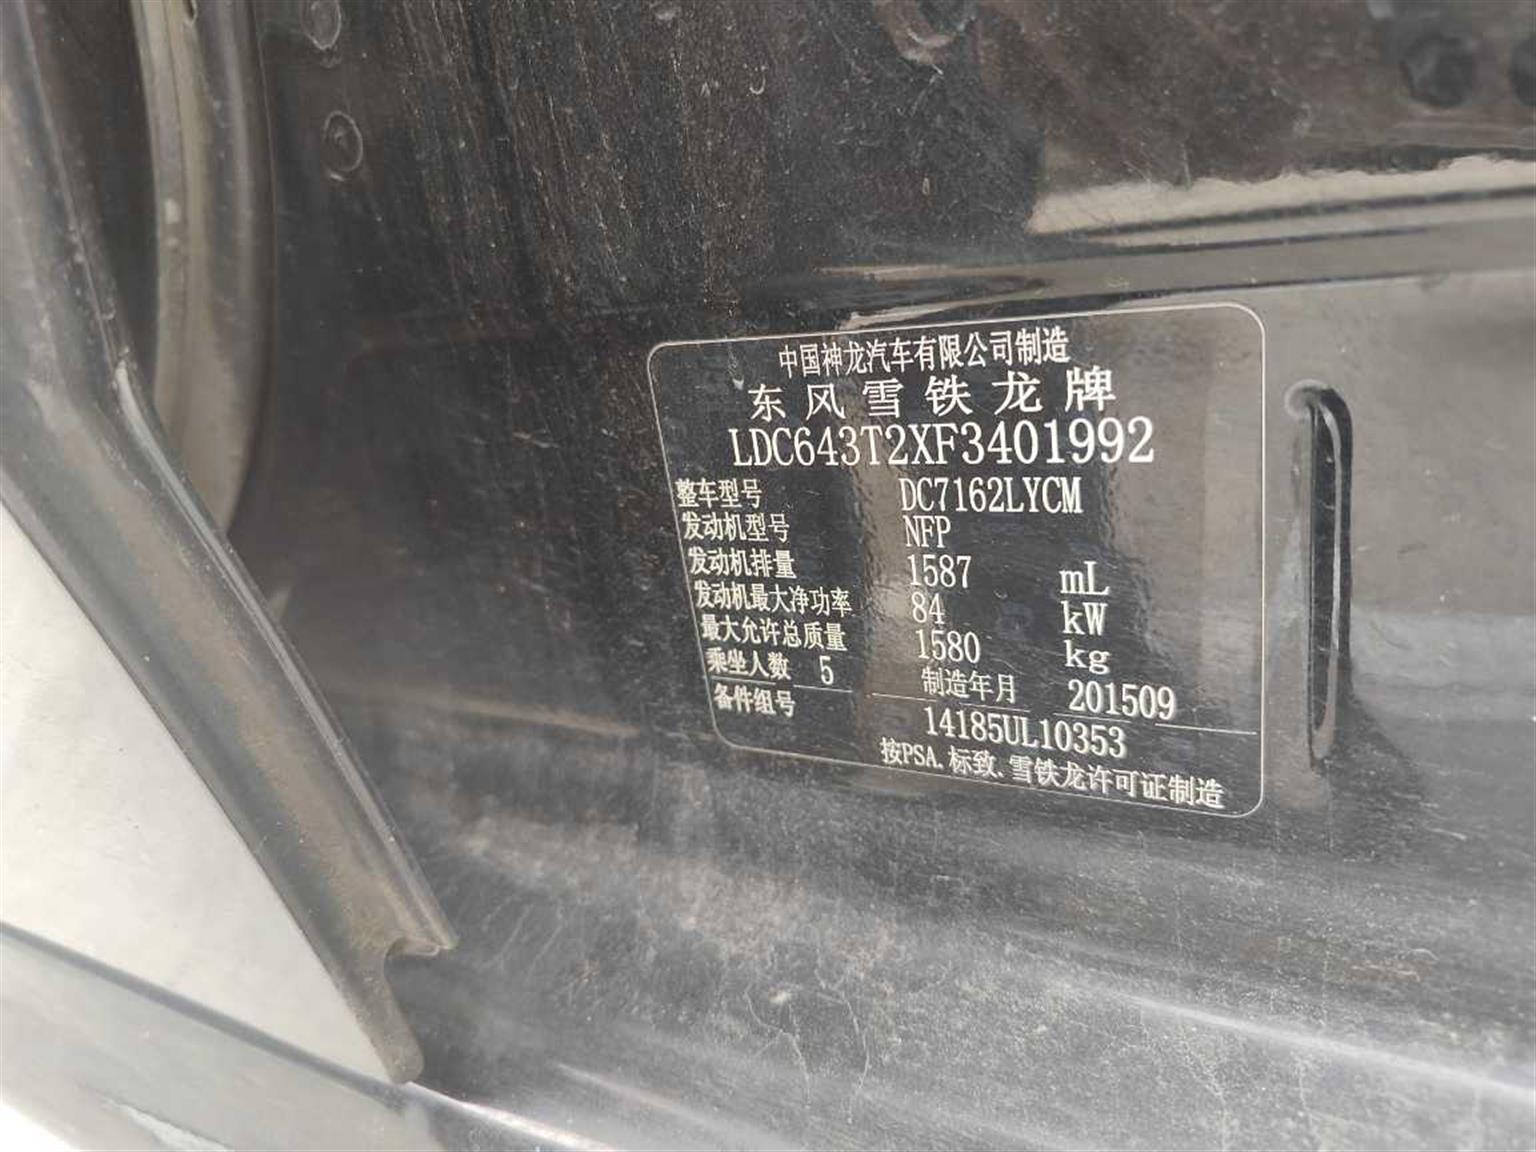 中国神龙汽车有限公司制造
东风雪铁龙牌
LDC643T2XF3401992
整车型号 DC7162LYCM
发动机型号 NFP
发动机排量 1587 mL
发动机最大净功率 84 kW
最大允许总质量 1580 kg
乘坐人数 5 制造年月 201509
备件组号 14185UL10353
按PSA.标致.雪铁龙许可证制造